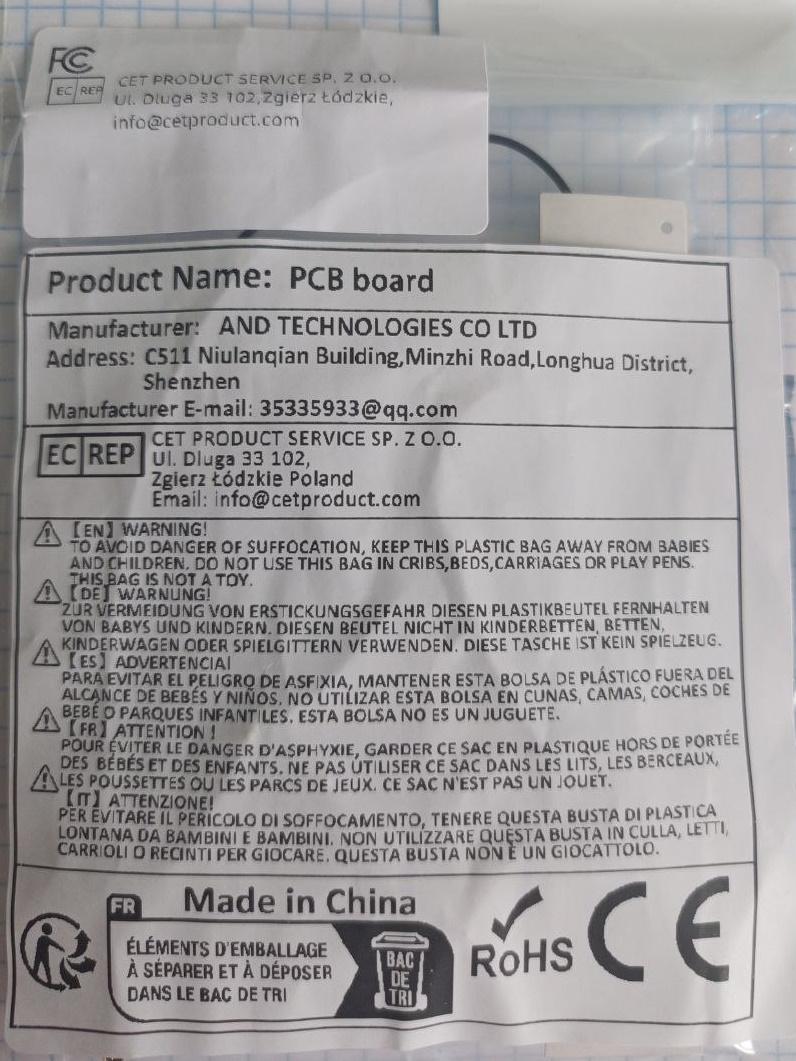 FC
EC REP CET PRODUCT SERVICE SP. Z O.O.
Ul. Dluga 33 102,Zgierz Łódzkie,
info@cetproduct.com
Product Name: PCB board
Manufacturer: AND TECHNOLOGIES CO LTD
Address: C511 Niulanqian Building,Minzhi Road,Longhua District,
Shenzhen
Manufacturer E-mail: 35335933@qq.com
EC REP
CET PRODUCT SERVICE SP. Z O.O.
Ul. Dluga 33 102,
Zgierz Łódzkie Poland
Email: info@cetproduct.com
【EN】 WARNING!
TO AVOID DANGER OF SUFFOCATION, KEEP THIS PLASTIC BAG AWAY FROM BABIES
AND CHILDREN. DO NOT USE THIS BAG IN CRIBS,BEDS,CARRIAGES OR PLAY PENS.
THIS BAG IS NOT A TOY.
【DE】 WARNUNG!
ZUR VERMEIDUNG VON ERSTICKUNGSGEFAHR DIESEN PLASTIKBEUTEL FERNHALTEN
VON BABYS UND KINDERN. DIESEN BEUTEL NICHT IN KINDERBETTEN, BETTEN,
KINDERWAGEN ODER SPIELGITTERN VERWENDEN. DIESE TASCHE IST KEIN SPIELZEUG.
【ES】 ADVERTENCIA!
PARA EVITAR EL PELIGRO DE ASFIXIA, MANTENER ESTA BOLSA DE PLÁSTICO FUERA DEL
ALCANCE DE BEBÉS Y NIÑOS. NO UTILIZAR ESTA BOLSA EN CUNAS, CAMAS, COCHES DE
BEBÉ O PARQUES INFANTILES. ESTA BOLSA NO ES UN JUGUETE.
【FR】 ATTENTION !
POUR ÉVITER LE DANGER D'ASPHYXIE, GARDER CE SAC EN PLASTIQUE HORS DE PORTÉE
DES BÉBÉS ET DES ENFANTS. NE PAS UTILISER CE SAC DANS LES LITS, LES BERCEAUX,
LES POUSSETTES OU LES PARCS DE JEUX. CE SAC N'EST PAS UN JOUET.
【IT】 ATTENZIONE!
PER EVITARE IL PERICOLO DI SOFFOCAMENTO, TENERE QUESTA BUSTA DI PLASTICA
LONTANA DA BAMBINI E BAMBINI. NON UTILIZZARE QUESTA BUSTA IN CULLA, LETTI,
CARRIOLI O RECINTI PER GIOCARE. QUESTA BUSTA NON È UN GIOCATTOLO.
FR Made in China
ÉLÉMENTS D'EMBALLAGE
À SÉPARER ET À DÉPOSER
DANS LE BAC DE TRI
BAC
DE
TRI
RoHS
CE